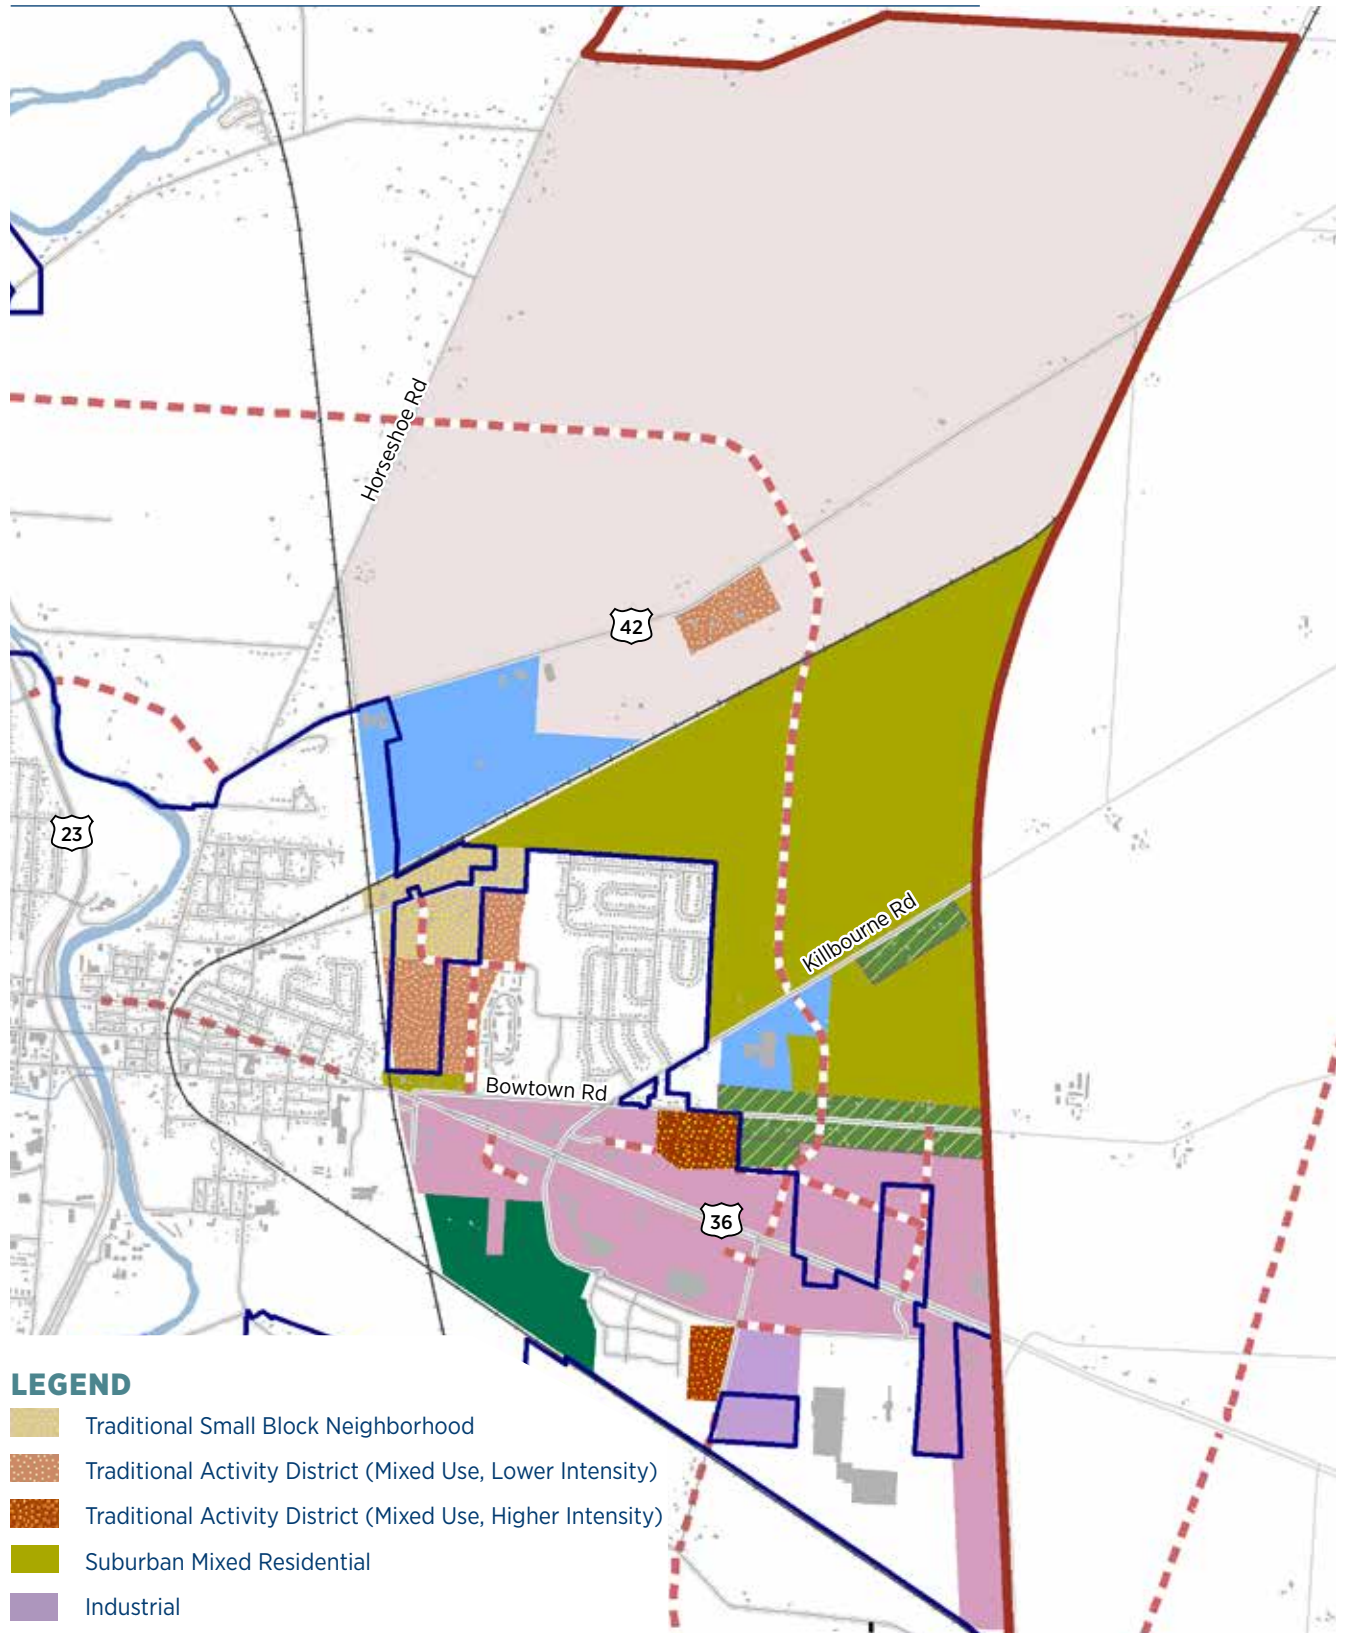 Horseshoe Rd
42
23
Killbourne Rd
Bowtown Rd
36
LEGEND
Traditional Small Block Neighborhood
Traditional Activity District (Mixed Use, Lower Intensity)
Traditional Activity District (Mixed Use, Higher Intensity)
Suburban Mixed Residential
Industrial